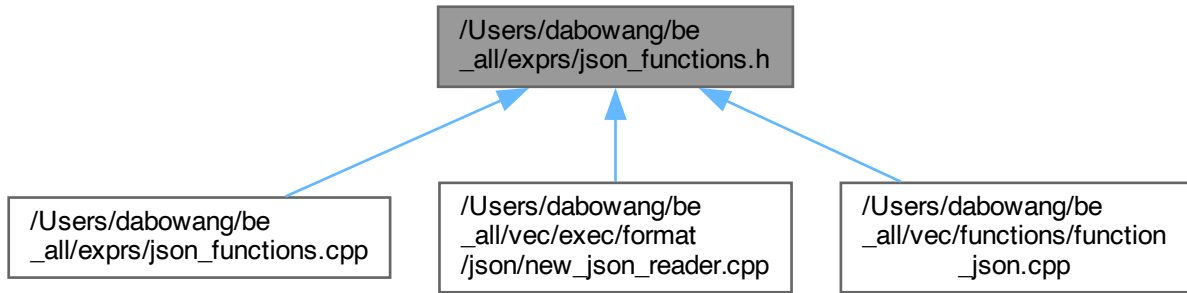 /Users/dabowang/be
_all/exprs/json_functions.h
/Users/dabowang/be
_all/exprs/json_functions.cpp
/Users/dabowang/be
_all/vec/exec/format
/json/new_json_reader.cpp
/Users/dabowang/be
_all/vec/functions/function
_json.cpp